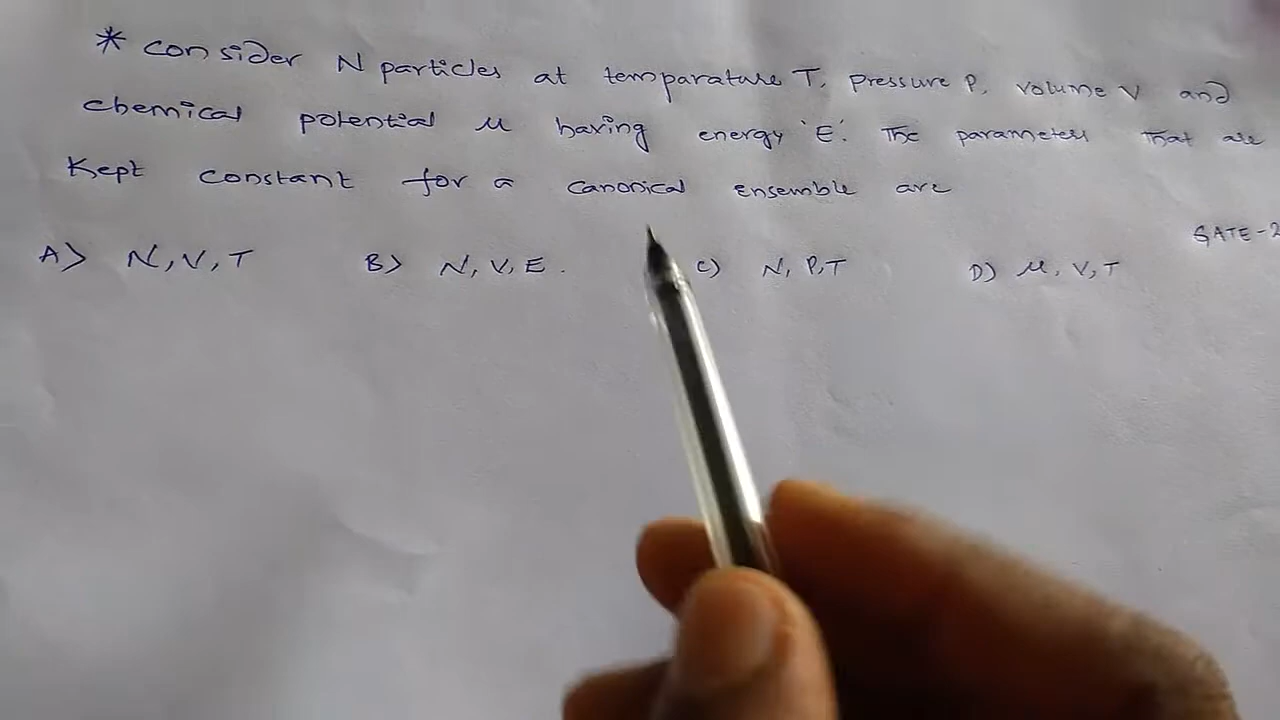 * consider N particles at temparature T, pressure P, volume V and
chemical potential μ having energy 'E'. The parameters that are
Kept constant for a canonical ensemble are
GATE-2
A) N, V, T B) N, V, E. C) N, P, T D) μ, V, T